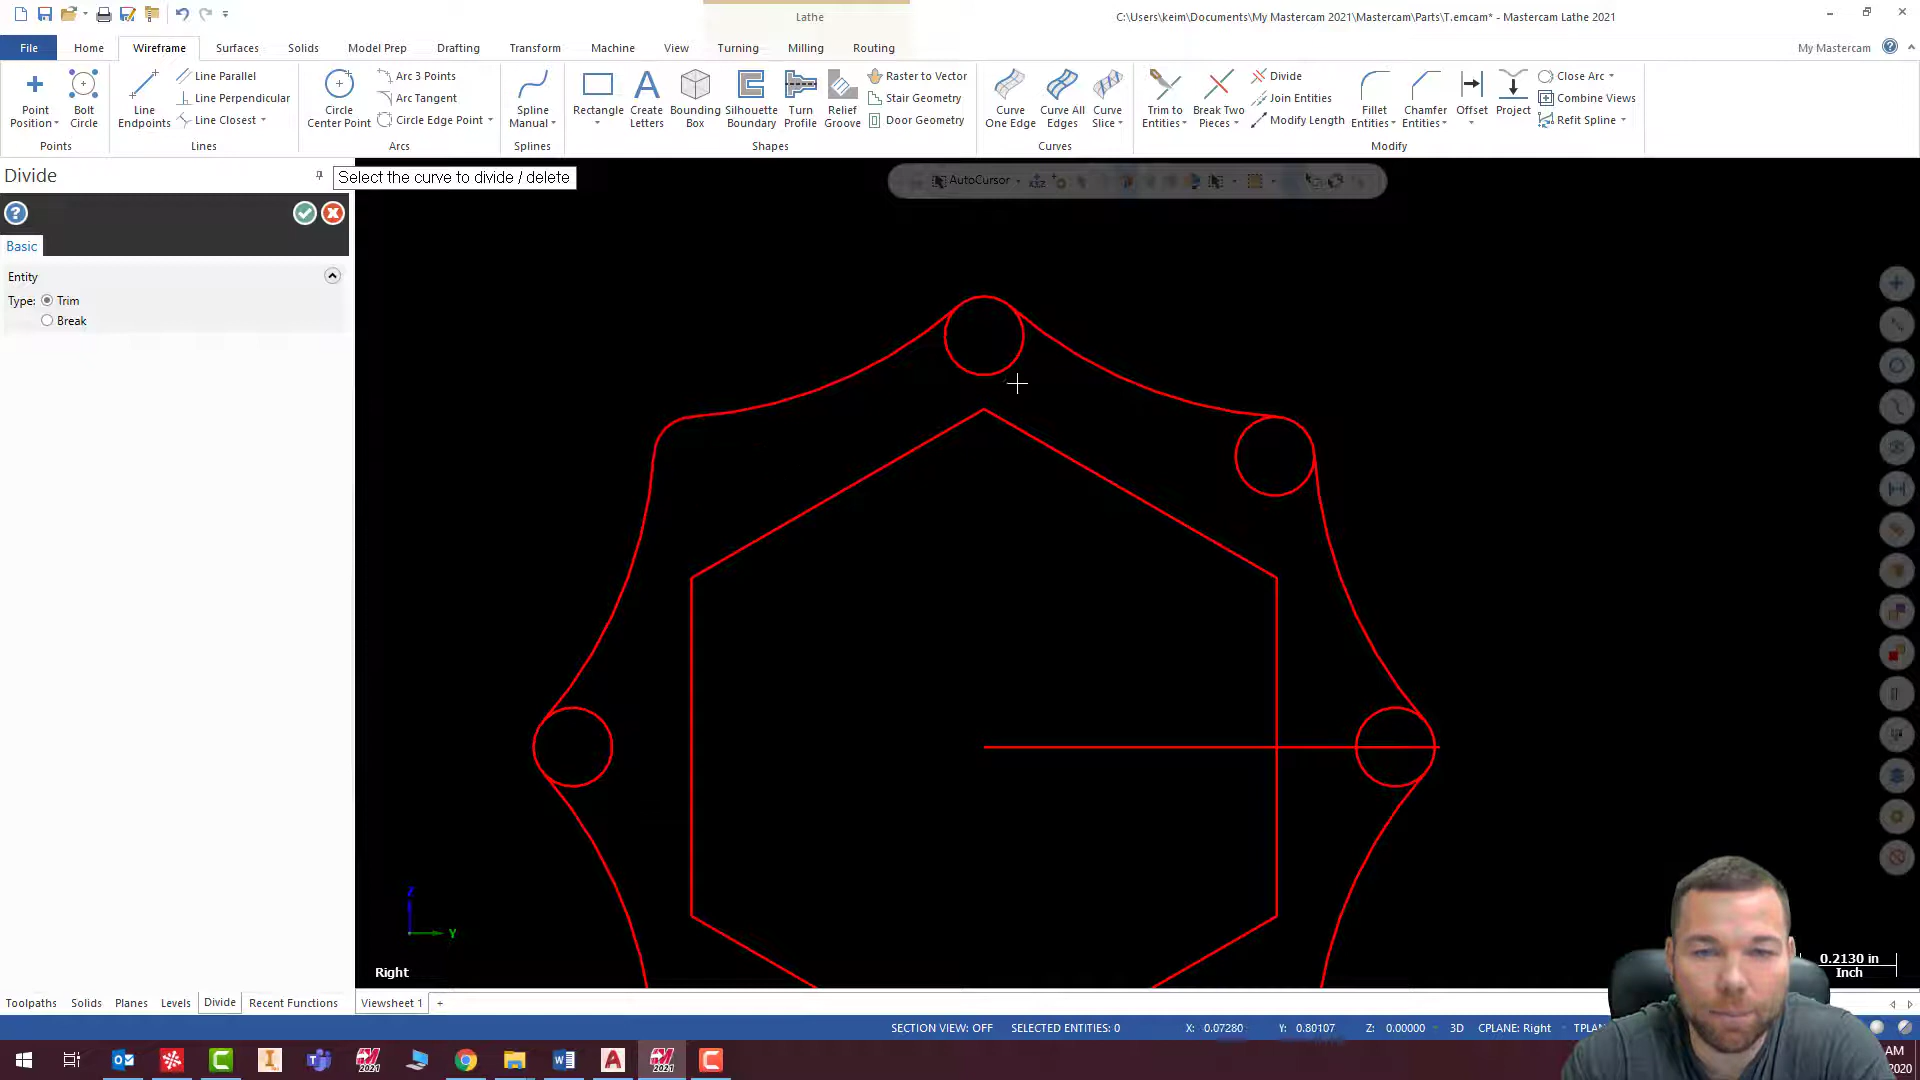 Lathe
C:\Users\keim\Documents\My Mastercam 2021\Mastercam\Parts\T.emcam* - Mastercam Lathe 2021
File Home Wireframe Surfaces Solids Model Prep Drafting Transform Machine View Turning Milling Routing My Mastercam
Point Position
Bolt Circle
Points
Line Endpoints
Line Parallel
Line Perpendicular
Line Closest
Lines
Circle Center Point
Arc 3 Points
Arc Tangent
Circle Edge Point
Arcs
Spline Manual
Splines
Rectangle
Create Letters
Bounding Box
Silhouette Boundary
Turn Profile
Relief Groove
Raster to Vector
Stair Geometry
Door Geometry
Shapes
Curve One Edge
Curve All Edges
Curve Slice
Curves
Trim to Entities
Break Two Pieces
Divide
Join Entities
Modify Length
Fillet Entities
Chamfer Entities
Offset
Project
Close Arc
Combine Views
Refit Spline
Modify
Divide
Select the curve to divide / delete
AutoCursor
Basic
Entity
Type: Trim
Break
Z
Y
Right
0.2130 in
Inch
Toolpaths Solids Planes Levels Divide Recent Functions Viewsheet 1 +
SECTION VIEW: OFF SELECTED ENTITIES: 0 X: 0.07280 Y: 0.80107 Z: 0.00000 3D CPLANE: Right
AM